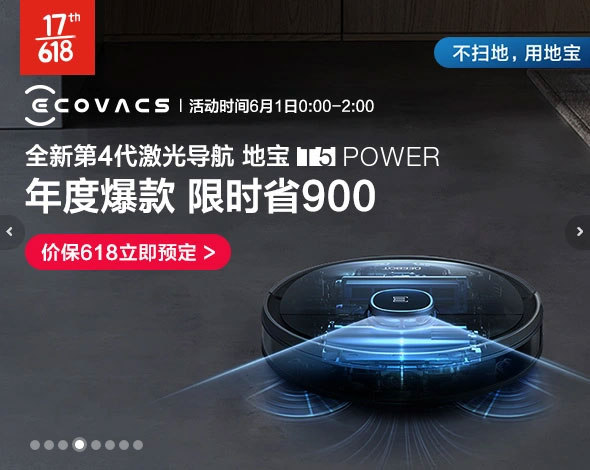 17th
618
不扫地，用地宝
ECOVACS | 活动时间6月1日0:00-2:00
全新第4代激光导航 地宝 T5 POWER
年度爆款 限时省900
价保618立即预定 >
DEEBOT